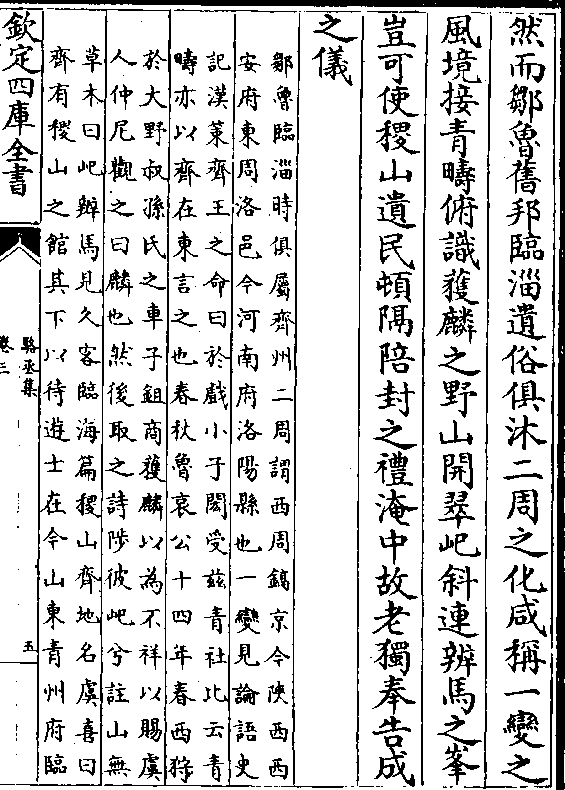 然而鄒魯舊邦臨淄遺俗俱沐二周之化咸稱一變之
風境接青疇俯識獲麟之野山開翠屺斜連辨馬之峯
豈可使稷山遺民頓隔陪封之禮淹中故老獨奉告成
之儀
鄒魯臨淄時俱屬齊州二周謂西周鎬京今陜西西
安府東周洛邑今河南府洛陽縣也一變見論語史
記漢䇿齊王之命曰於戲小子閎受兹青社比云青
疇亦以齊在東言之也春秋魯哀公十四年春西狩
於大野叔孫氏之車子鉏商獲麟以為不祥以賜虞
人仲尼觀之曰麟也然後取之詩陟彼屺兮註山無
草木曰屺辨馬見久客臨海篇稷山齊地名虞喜曰
齊有稷山之館其下以待遊士在今山東青州府臨
欽定四庫全書
駱丞集
卷三
五